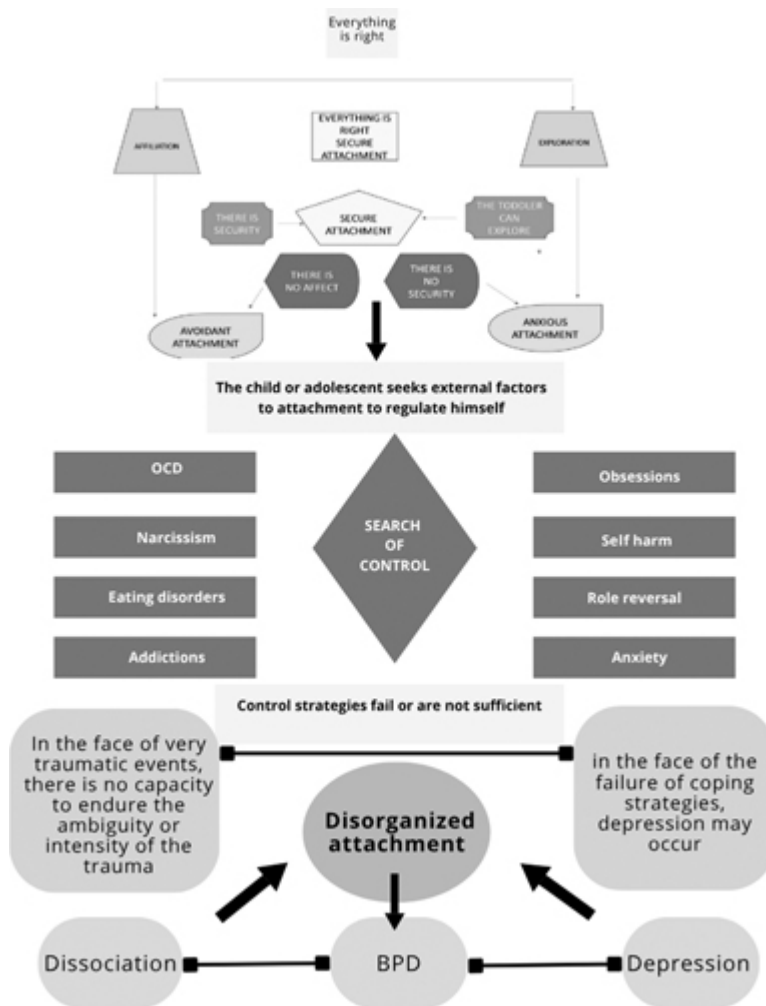 Everything
is right
AFFILIATION
EVERYTHING IS
RIGHT
SECURE
ATTACHMENT
EXPLORATION
THERE IS
SECURITY
SECURE
ATTACHMENT
THE TODDLER
CAN
EXPLORE
THERE IS
NO AFFECT
THERE IS
NO
SECURITY
AVOIDANT
ATTACHMENT
ANXIOUS
ATTACHMENT
The child or adolescent seeks external factors
to attachment to regulate himself
OCD
Narcissism
Eating disorders
Addictions
SEARCH
OF
CONTROL
Obsessions
Self harm
Role reversal
Anxiety
Control strategies fail or are not sufficient
In the face of very
traumatic events,
there is no capacity
to endure the
ambiguity or
intensity of the
trauma
in the face of the
failure of coping
strategies,
depression may
occur
Disorganized
attachment
Dissociation
BPD
Depression